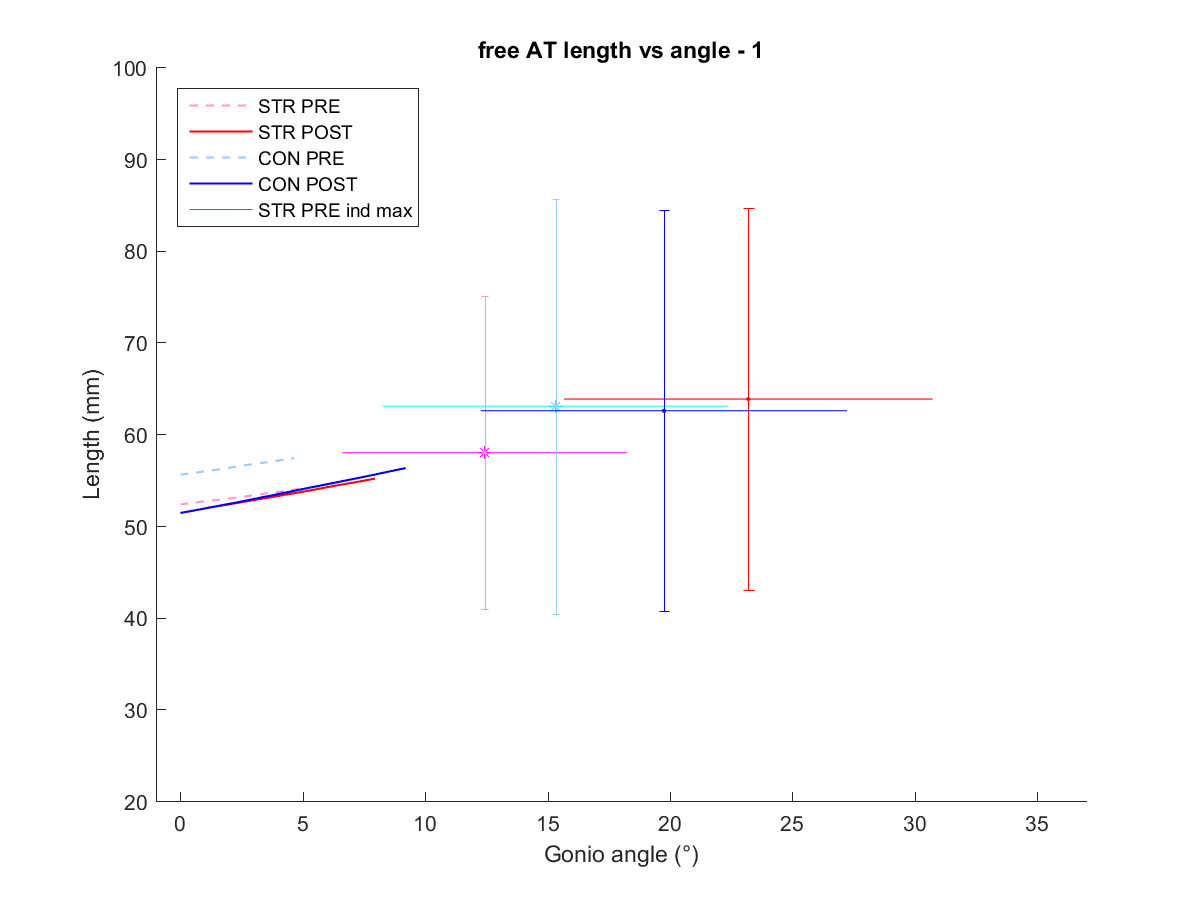 free AT length vs angle - 1
100
90
80
70
60
50
40
30
20
Length (mm)
STR PRE
STR POST
CON PRE
CON POST
STR PRE ind max
0 5 10 15 20 25 30 35
Gonio angle (°)